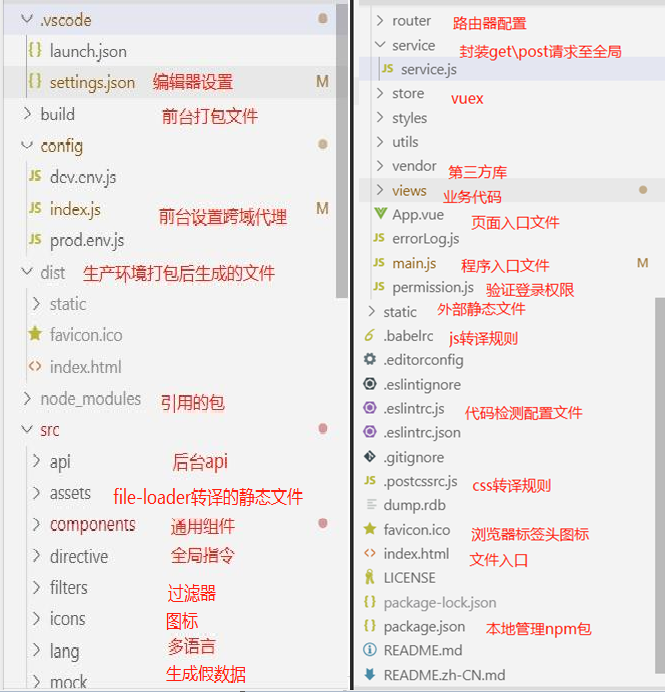 .vscode
launch.json
settings.json 编辑器设置 M
build 前台打包文件
config
dev.env.js
index.js 前台设置跨域代理 M
prod.env.js
dist 生产环境打包后生成的文件
static
favicon.ico
index.html
node_modules 引用的包
src
api 后台api
assets file-loader转译的静态文件
components 通用组件
directive 全局指令
filters 过滤器
icons 图标
lang 多语言
mock 生成假数据
router 路由器配置
service 封装get\post请求至全局
service.js
store vuex
styles
utils
vendor 第三方库
views 业务代码
App.vue 页面入口文件
errorLog.js
main.js 程序入口文件 M
permission.js 验证登录权限
static 外部静态文件
.babelrc js转译规则
.editorconfig
.eslintignore
.eslintrc.js 代码检测配置文件
.eslintrc.json
.gitignore
.postcssrc.js css转译规则
dump.rdb
favicon.ico 浏览器标签头图标
index.html 文件入口
LICENSE
package-lock.json
package.json 本地管理npm包
README.md
README.zh-CN.md